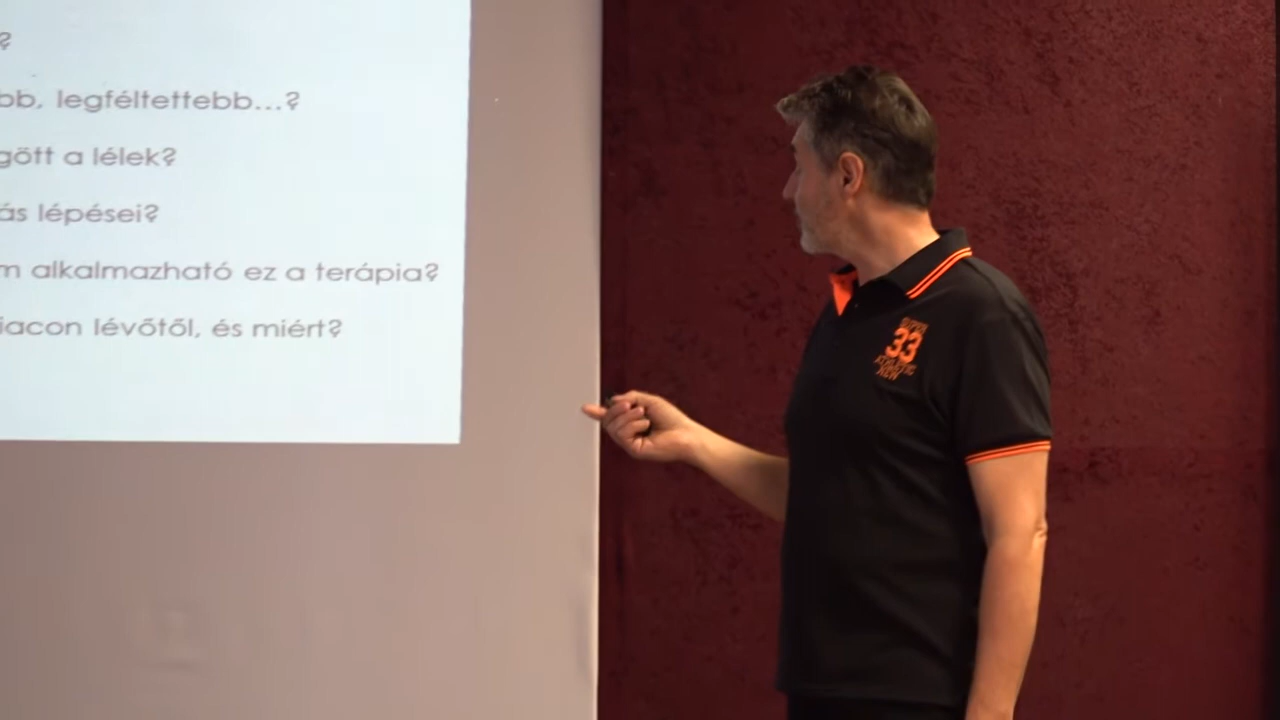 ?
bb, legféltettebb...?
gött a lélek?
ás lépései?
m alkalmazható ez a terápia?
iacon lévőtől, és miért?
33